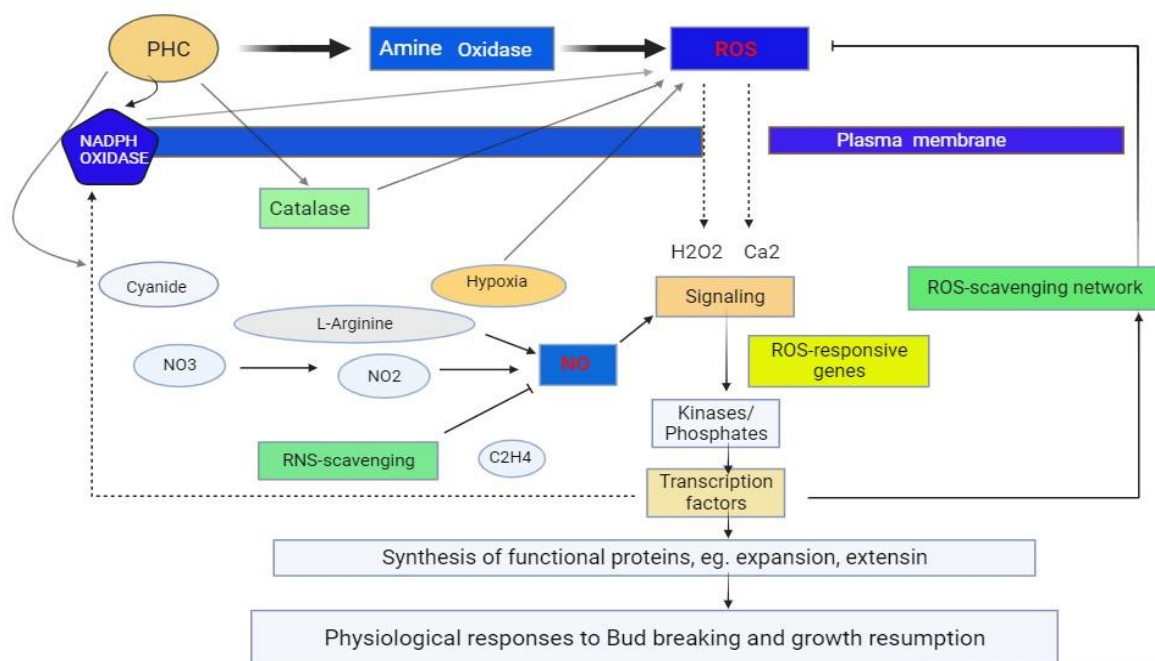 PHC
Amine Oxidase
ROS
NADPH
OXIDASE
Plasma membrane
Catalase
H2O2 Ca2
Cyanide
Hypoxia
Signaling
ROS-scavenging network
L-Arginine
NO3
NO2
NO
ROS-responsive
genes
Kinases/
Phosphates
RNS-scavenging
C2H4
Transcription
factors
Synthesis of functional proteins, eg. expansion, extensin
Physiological responses to Bud breaking and growth resumption